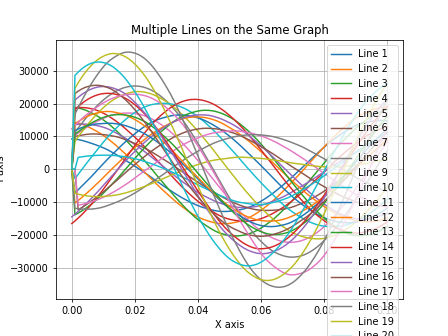 Multiple Lines on the Same Graph
30000
20000
10000
0
−10000
−20000
−30000
0.00
0.02
0.04
0.06
X axis
axis
Line 1
Line 2
Line 3
Line 4
Line 5
Line 6
Line 7
Line 8
Line 9
Line 10
Line 11
Line 12
Line 13
Line 14
Line 15
Line 16
Line 17
Line 18
Line 19
Line 20